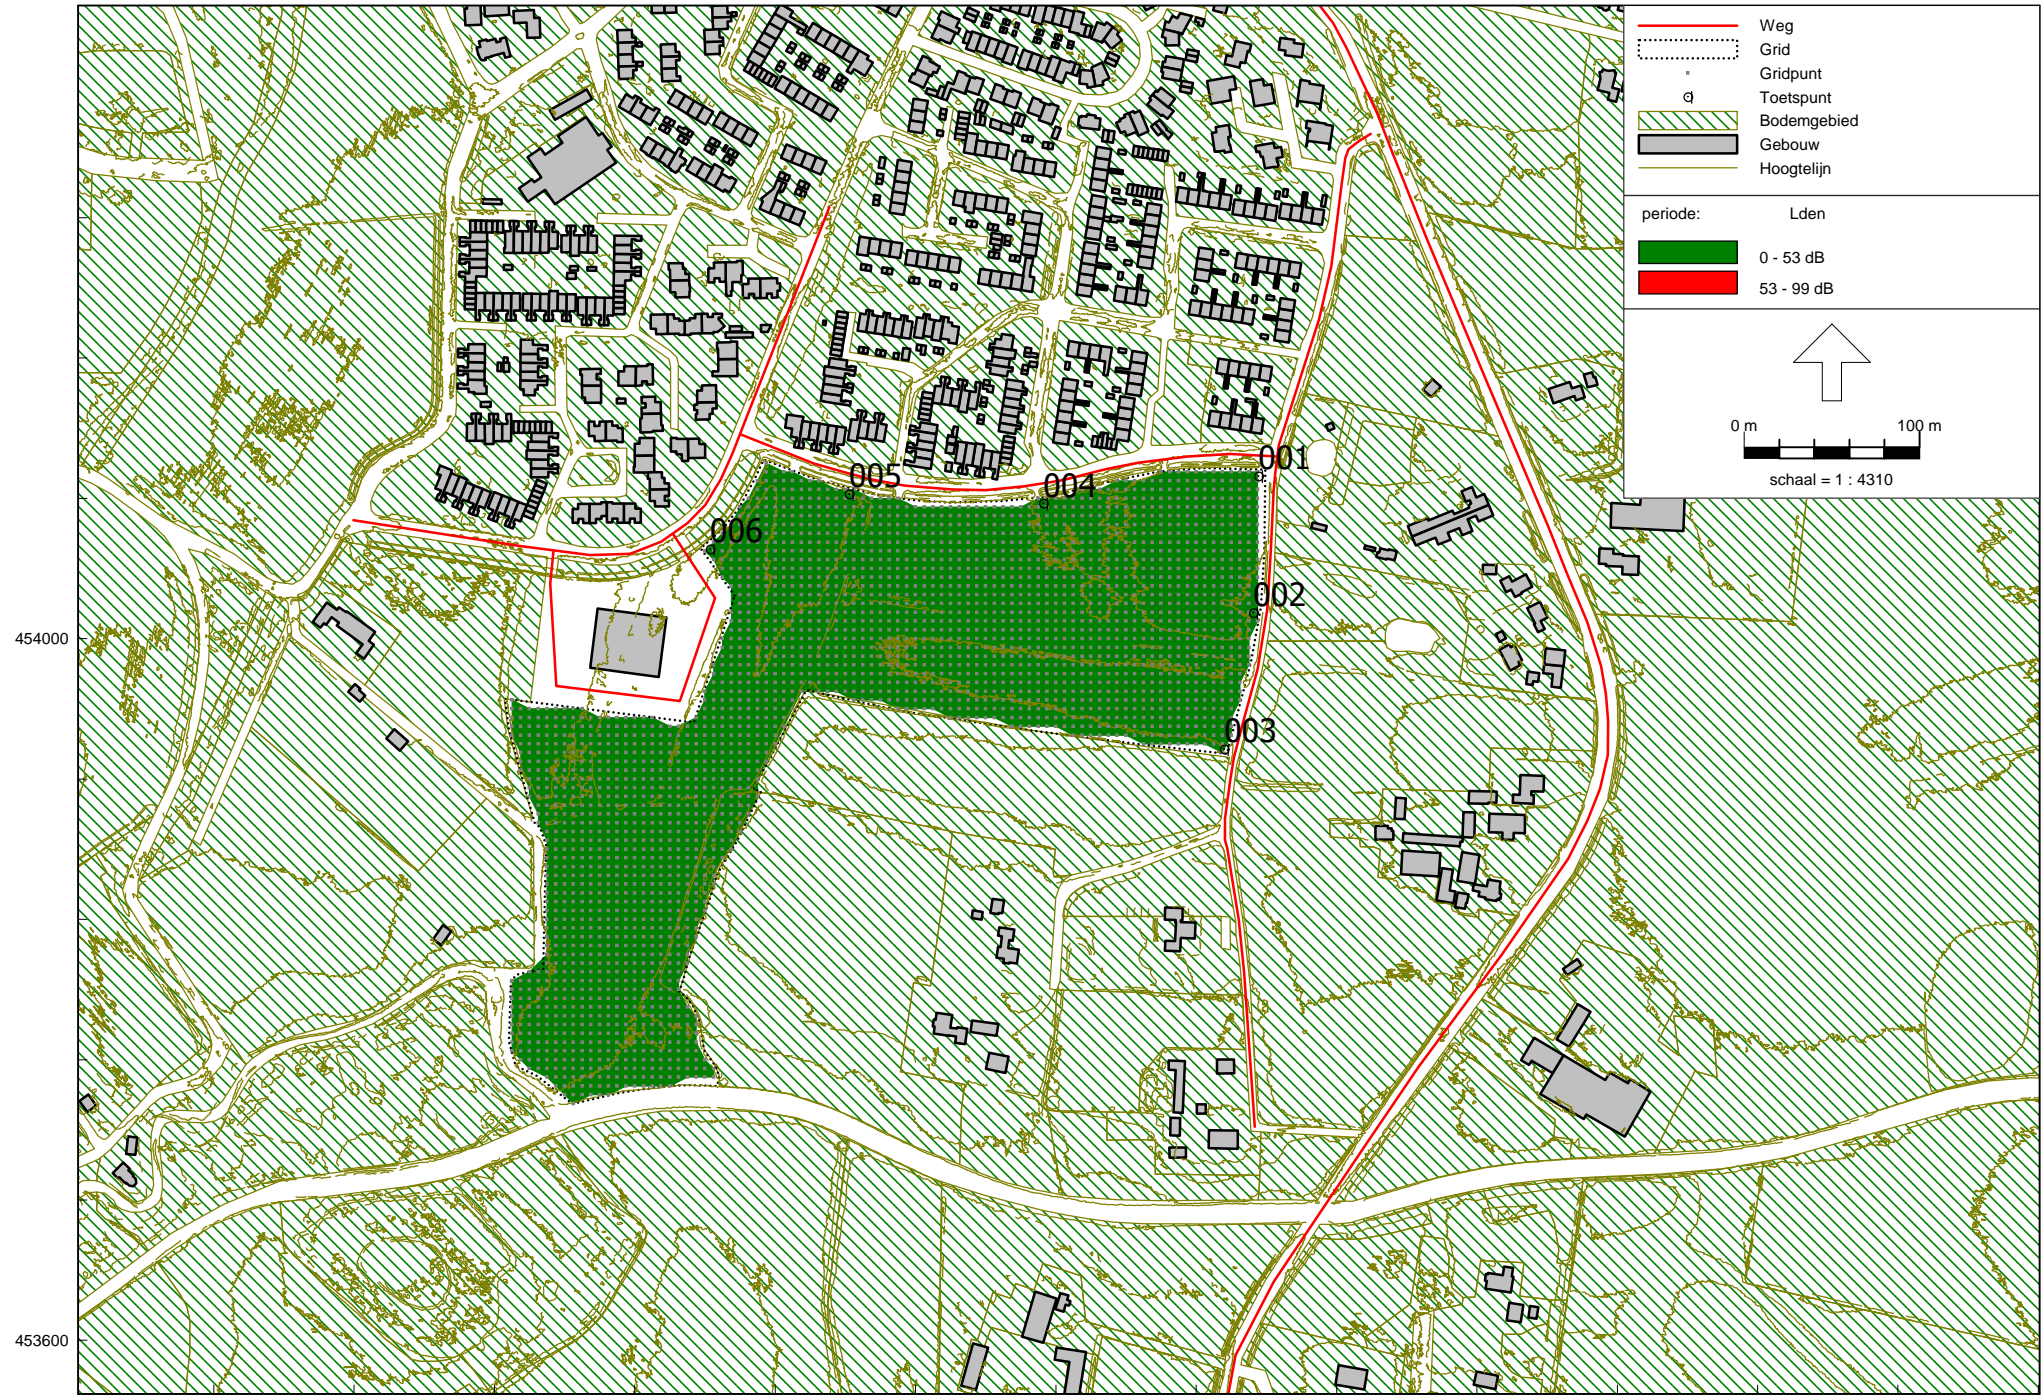 Weg
Grid
Gridpunt
Toetspunt
Bodemgebied
Gebouw
Hoogtelijn
periode: Lden
0 - 53 dB
53 - 99 dB
0 m 100 m
schaal = 1 : 4310
001
005
004
006
002
454000
003
453600